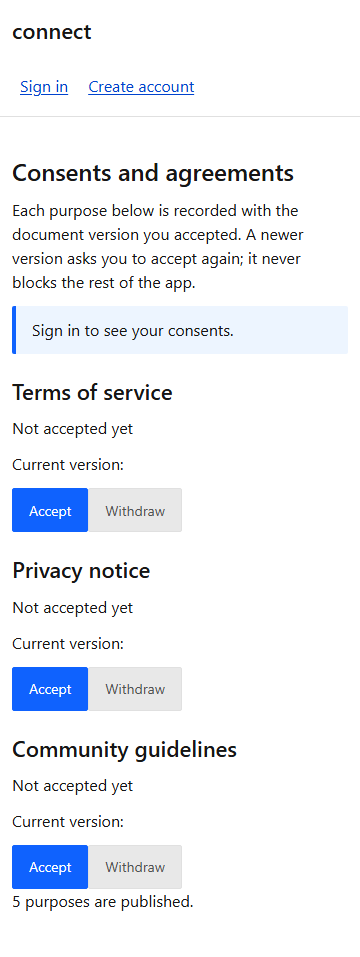 connect
Sign in Create account
Consents and agreements
Each purpose below is recorded with the
document version you accepted. A newer
version asks you to accept again; it never
blocks the rest of the app.
Sign in to see your consents.
Terms of service
Not accepted yet
Current version:
Accept Withdraw
Privacy notice
Not accepted yet
Current version:
Accept Withdraw
Community guidelines
Not accepted yet
Current version:
Accept Withdraw
5 purposes are published.